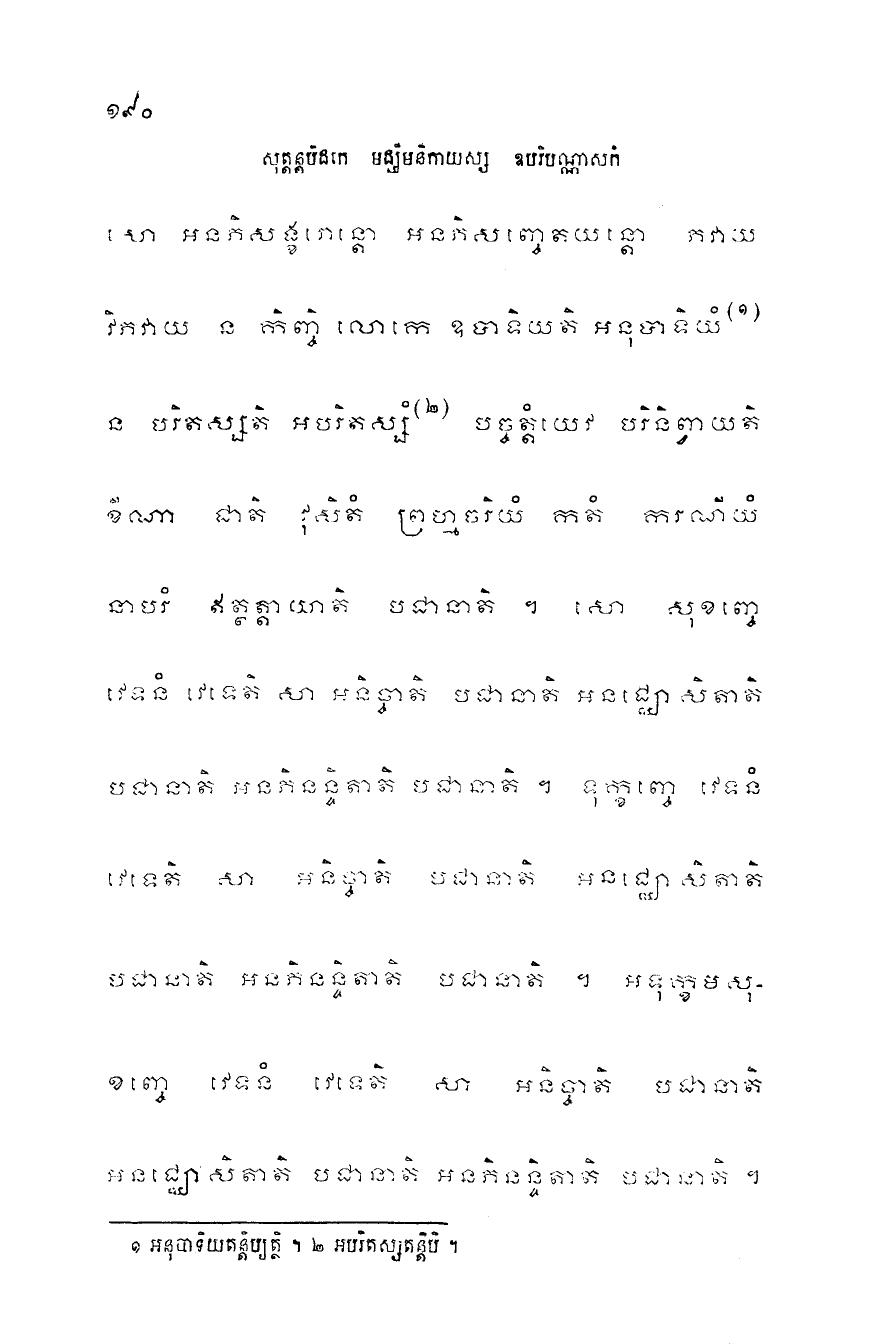 ១៩០
សុត្តន្តបិដកេ មជ្ឈិមនិកាយស្ស ឧបរិបណ្ណាសកំ
សោ អនភិសង្ខរោន្តោ អនភិសញ្ចេតយន្តោ ភវាយ
វិភវាយ ន កិញ្ចិ លោកេ ឧបាទិយតិ អនុបាទិយំ(១)
ន បរិតស្សតិ អបរិតស្សំ(២) បច្ចត្តំយេវ បរិនិព្វាយតិ
ខីណា ជាតិ វុសិតំ ព្រហ្មចរិយំ កតំ ករណីយំ
នាបរំ ឥត្ថត្តាយាតិ បជានាតិ ។ សោ សុខញ្ចេ
វេទនំ វេទេតិ សា អនិច្ចាតិ បជានាតិ អនជ្ឈោសិតាតិ
បជានាតិ អនភិនន្ទិតាតិ បជានាតិ ។ ទុក្ខញ្ចេ វេទនំ
វេទេតិ សា អនិច្ចាតិ បជានាតិ អនជ្ឈោសិតាតិ
បជានាតិ អនភិនន្ទិតាតិ បជានាតិ ។ អទុក្ខមសុ-
ខញ្ចេ វេទនំ វេទេតិ សា អនិច្ចាតិ បជានាតិ
អនជ្ឈោសិតាតិ បជានាតិ អនភិនន្ទិតាតិ បជានាតិ ។
១ អនុបាទិយតន្តិប្យត្ថិ ។ ២ អបរិតស្សតន្តិបិ ។